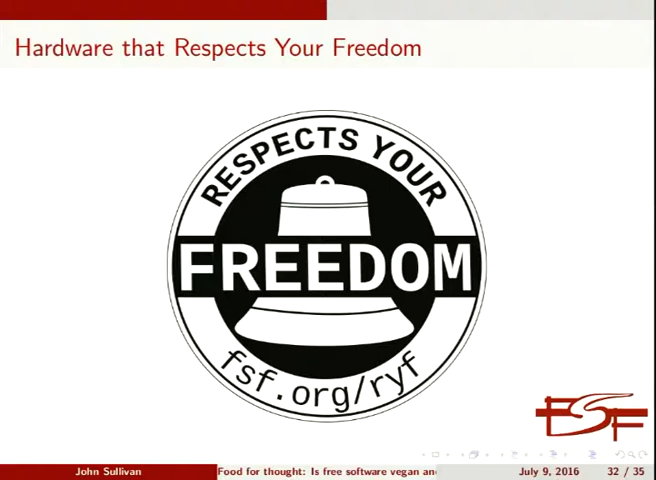 Hardware that Respects Your Freedom
RESPECTS YOUR
FREEDOM
fsf.org/ryf
FSF
John Sullivan
Food for thought: Is free software vegan an
July 9, 2016
32 / 35